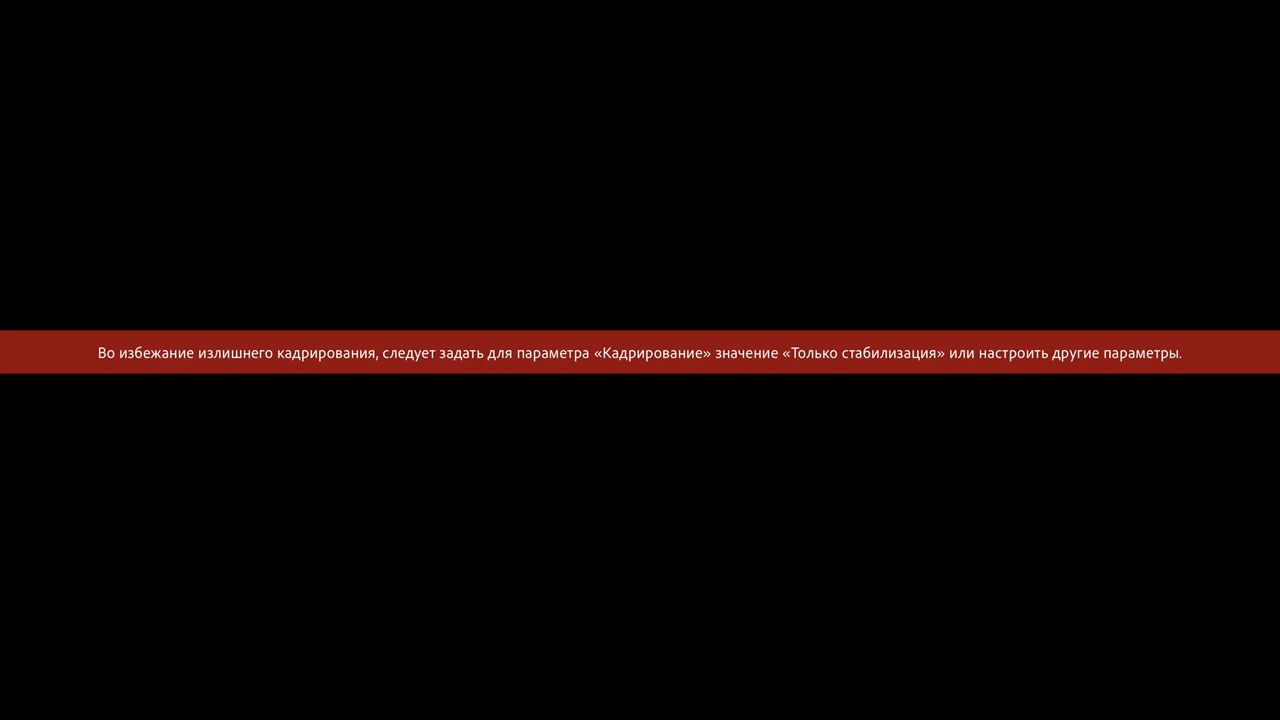 Во избежание излишнего кадрирования, следует задать для параметра «Кадрирование» значение «Только стабилизация» или настроить другие параметры.